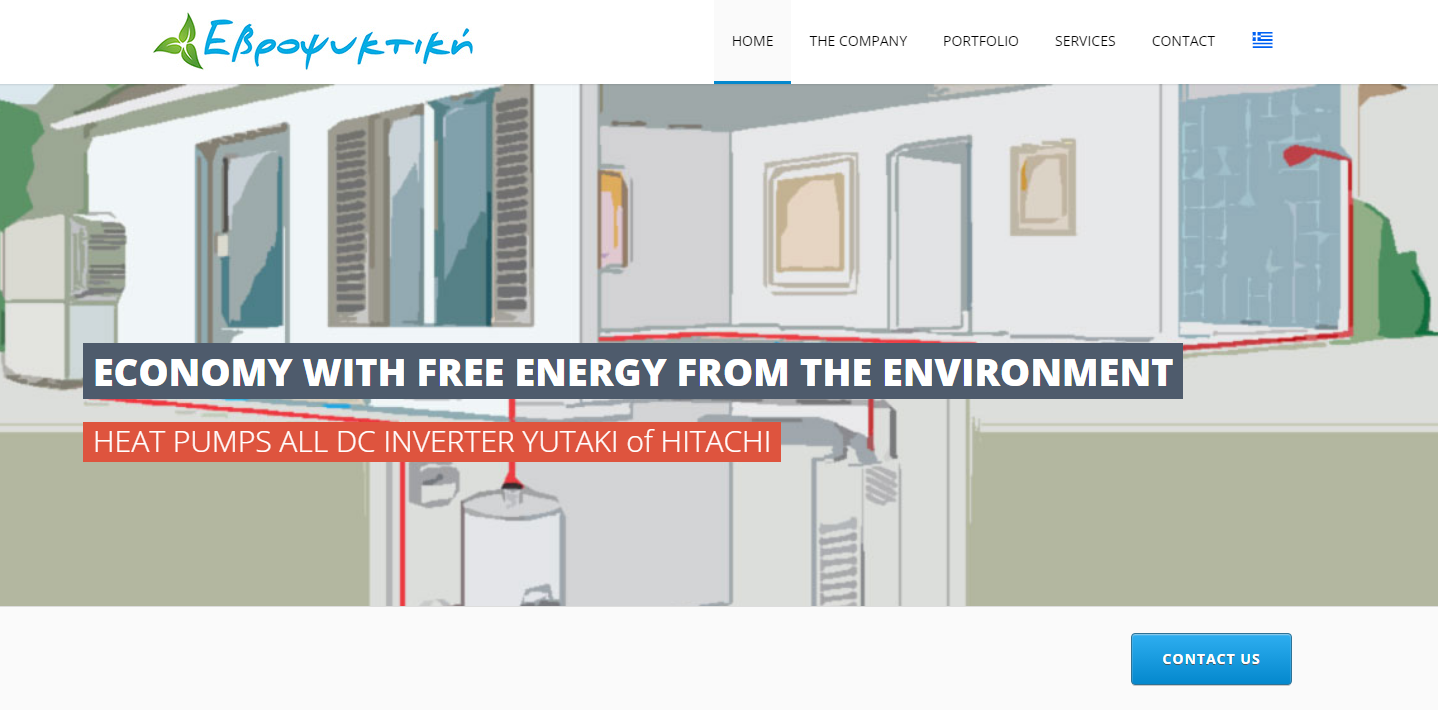 Εβροψυκτική
HOME THE COMPANY PORTFOLIO SERVICES CONTACT
ECONOMY WITH FREE ENERGY FROM THE ENVIRONMENT
HEAT PUMPS ALL DC INVERTER YUTAKI of HITACHI
CONTACT US